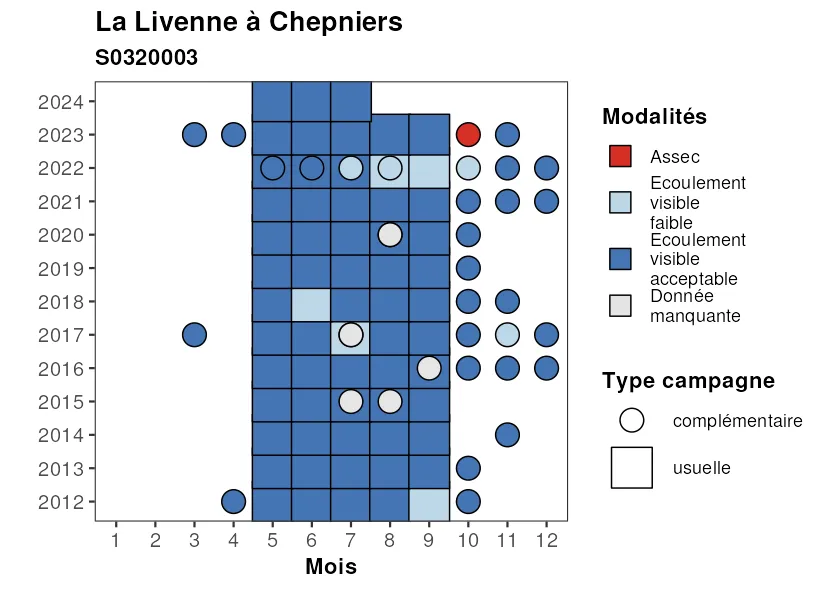 La Livenne à Chepniers
S0320003
2024
2023
2022
2021
2020
2019
2018
2017
2016
2015
2014
2013
2012
1 2 3 4 5 6 7 8 9 10 11 12
Mois
Modalités
Assec
Ecoulement
visible
faible
Ecoulement
visible
acceptable
Donnée
manquante
Type campagne
complémentaire
usuelle